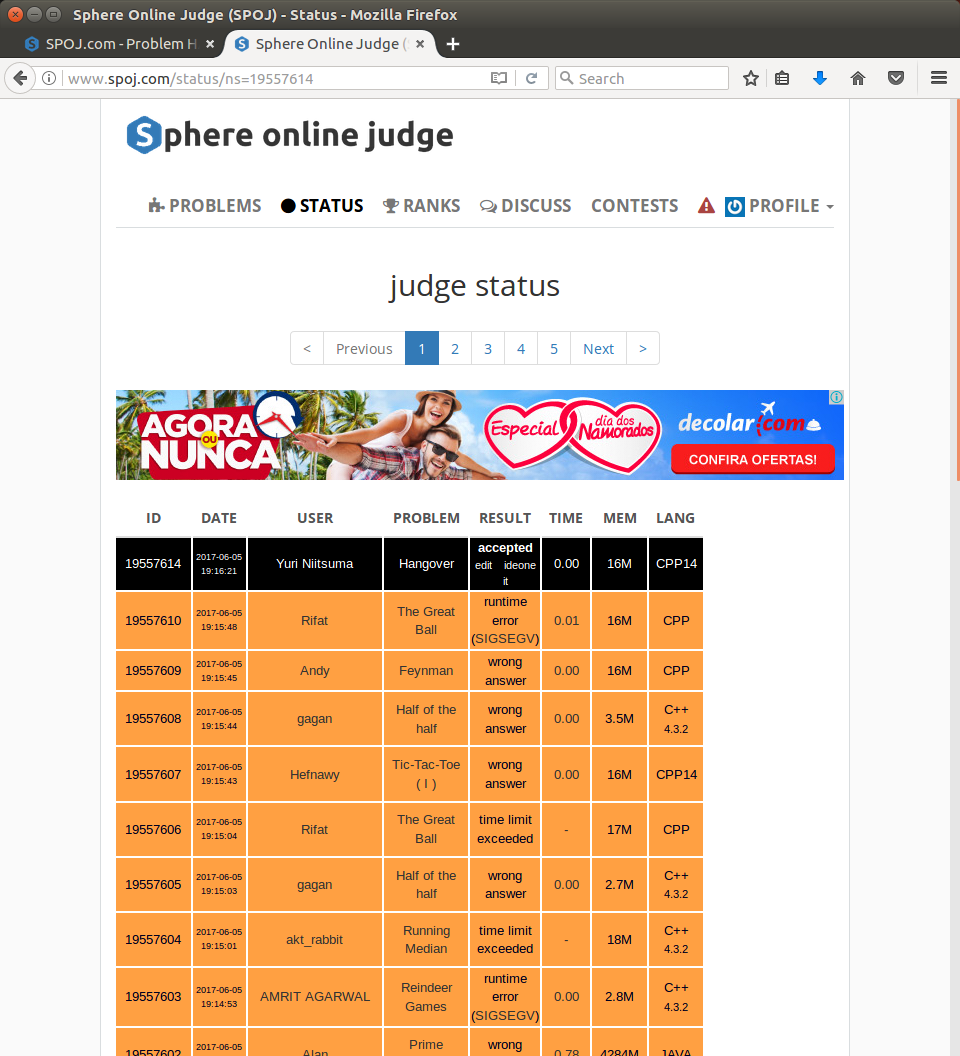 Sphere Online Judge (SPOJ) - Status - Mozilla Firefox
SPOJ.com - Problem H
Sphere Online Judge (
www.spoj.com/status/ns=19557614
Search
Sphere online judge
PROBLEMS STATUS RANKS DISCUSS CONTESTS PROFILE
judge status
< Previous 1 2 3 4 5 Next >
AGORA
OU
NUNCA
Especial
dia dos
Namorados
decolar.com
CONFIRA OFERTAS!
ID DATE USER PROBLEM RESULT TIME MEM LANG
19557614 2017-06-05
19:16:21 Yuri Niitsuma Hangover accepted
edit ideone
it 0.00 16M CPP14
19557610 2017-06-05
19:15:48 Rifat The Great
Ball runtime
error
(SIGSEGV) 0.01 16M CPP
19557609 2017-06-05
19:15:45 Andy Feynman wrong
answer 0.00 16M CPP
19557608 2017-06-05
19:15:44 gagan Half of the
half wrong
answer 0.00 3.5M C++
4.3.2
19557607 2017-06-05
19:15:43 Hefnawy Tic-Tac-Toe
( I ) wrong
answer 0.00 16M CPP14
19557606 2017-06-05
19:15:04 Rifat The Great
Ball time limit
exceeded - 17M CPP
19557605 2017-06-05
19:15:03 gagan Half of the
half wrong
answer 0.00 2.7M C++
4.3.2
19557604 2017-06-05
19:15:01 akt_rabbit Running
Median time limit
exceeded - 18M C++
4.3.2
19557603 2017-06-05
19:14:53 AMRIT AGARWAL Reindeer
Games runtime
error
(SIGSEGV) 0.00 2.8M C++
4.3.2
19557602 2017-06-05 Alan Prime wrong 0.78 4284M JAVA